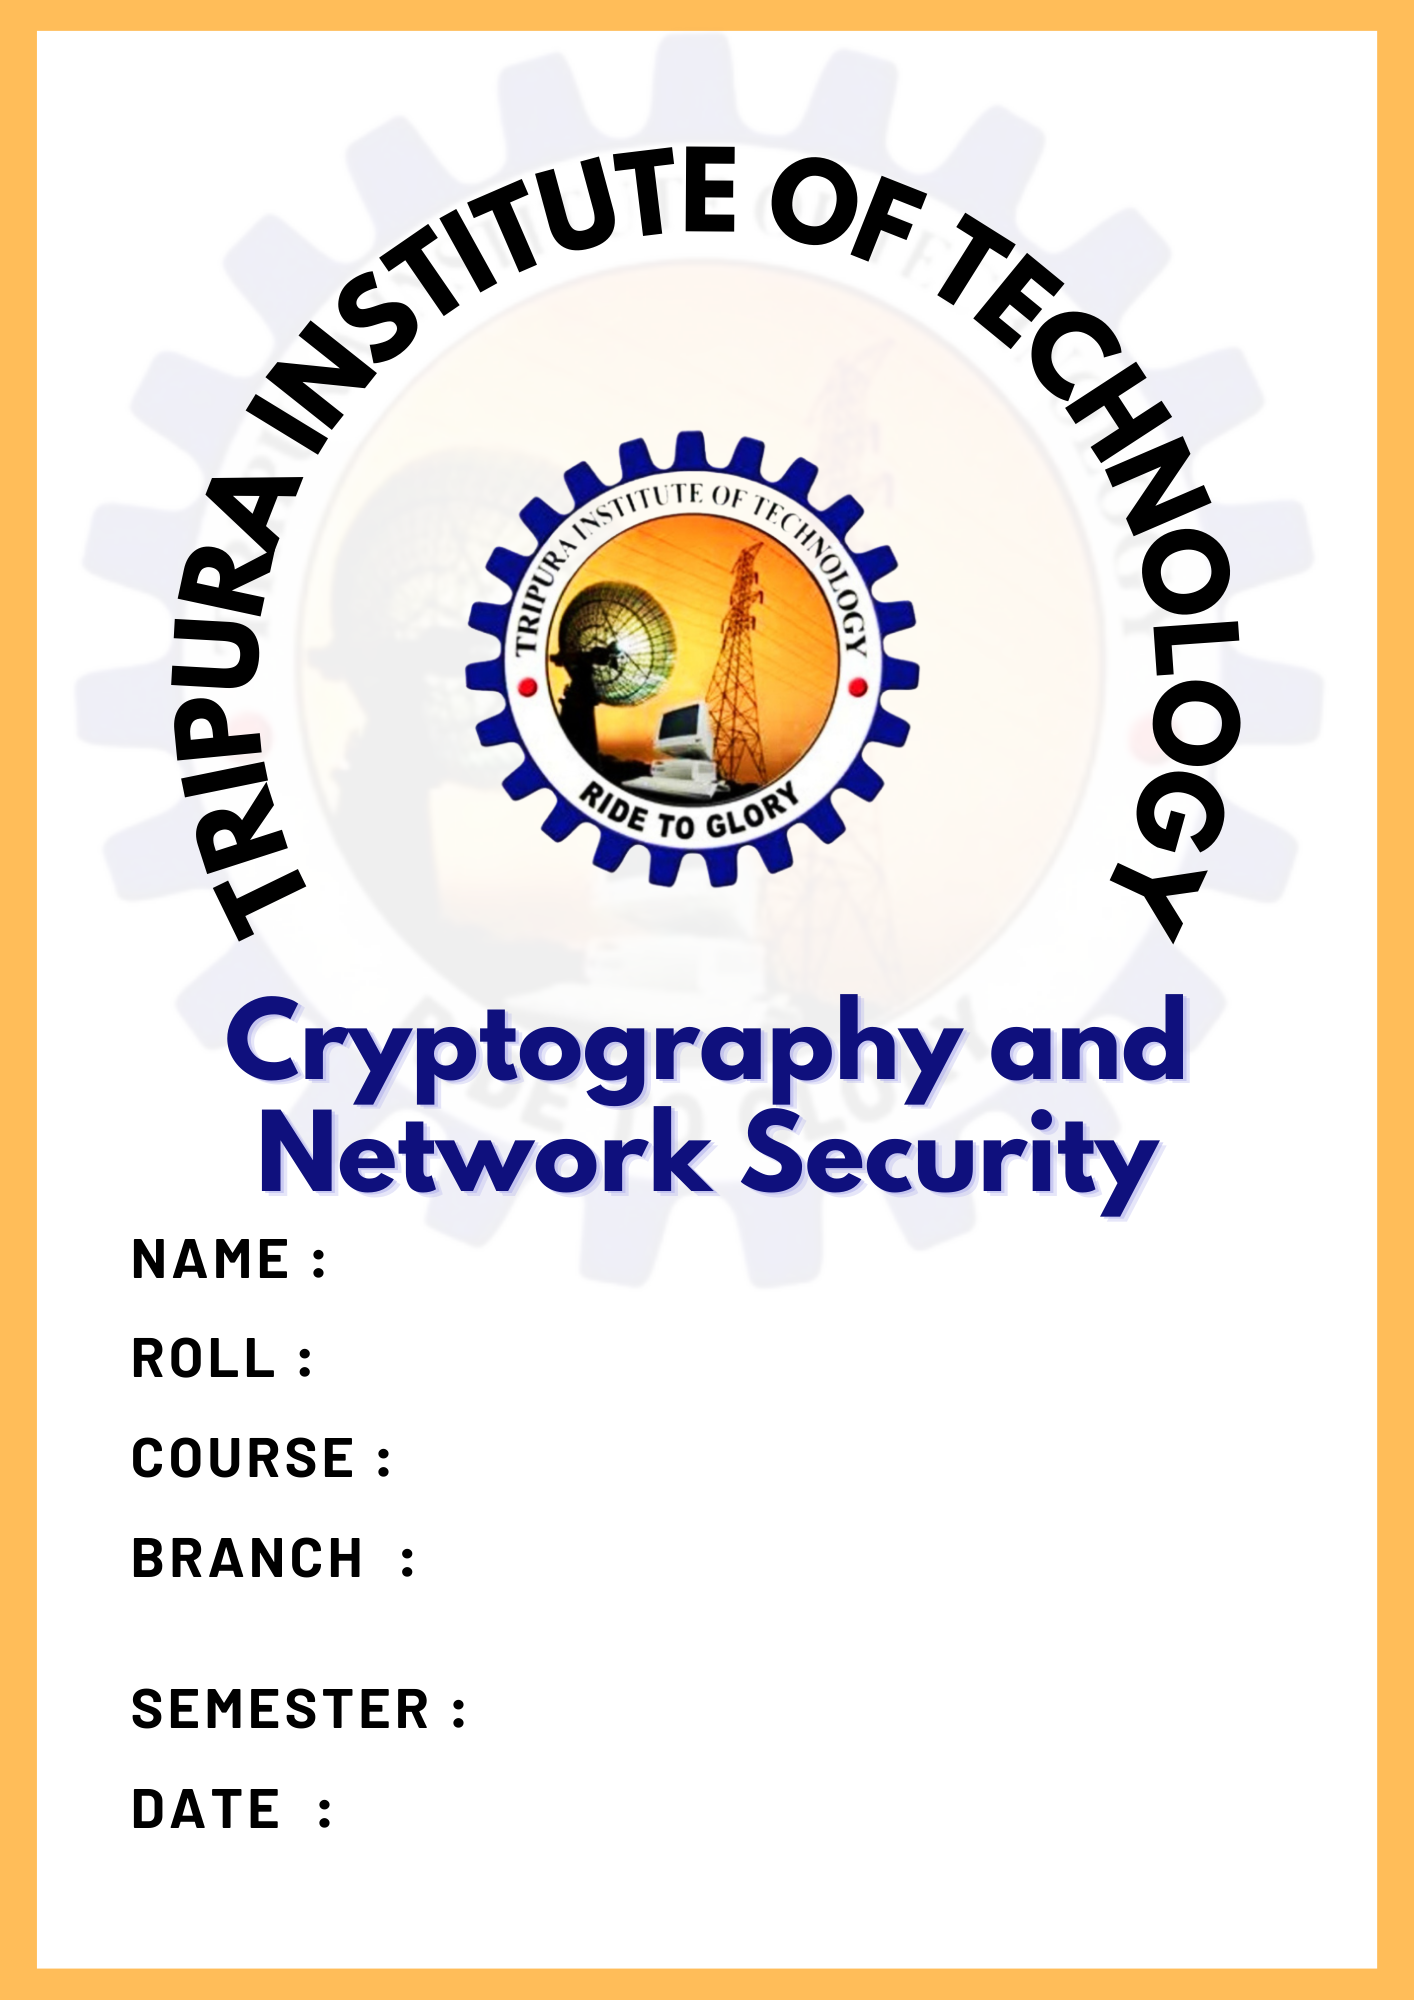 TRIPURA INSTITUTE OF TECHNOLOGY
TRIPURA INSTITUTE OF TECHNOLOGY
RIDE TO GLORY
Cryptography and
Network Security
NAME :
ROLL :
COURSE :
BRANCH :
SEMESTER :
DATE :